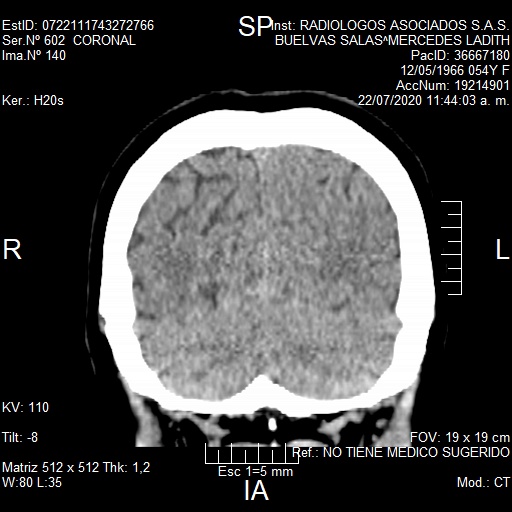 EstID: 0722111743272766
Ser.Nº 602 CORONAL
Ima.Nº 140
Ker.: H20s
SP
Inst: RADIOLOGOS ASOCIADOS S.A.S.
BUELVAS SALAS^MERCEDES LADITH
PacID: 36667180
12/05/1966 054Y F
AccNum: 19214901
22/07/2020 11:44:03 a. m.
R
L
KV: 110
Tilt: -8
Matriz 512 x 512 Thk: 1,2
W:80 L:35
Esc 1=5 mm
IA
FOV: 19 x 19 cm
Ref.: NO TIENE MEDICO SUGERIDO
Mod.: CT